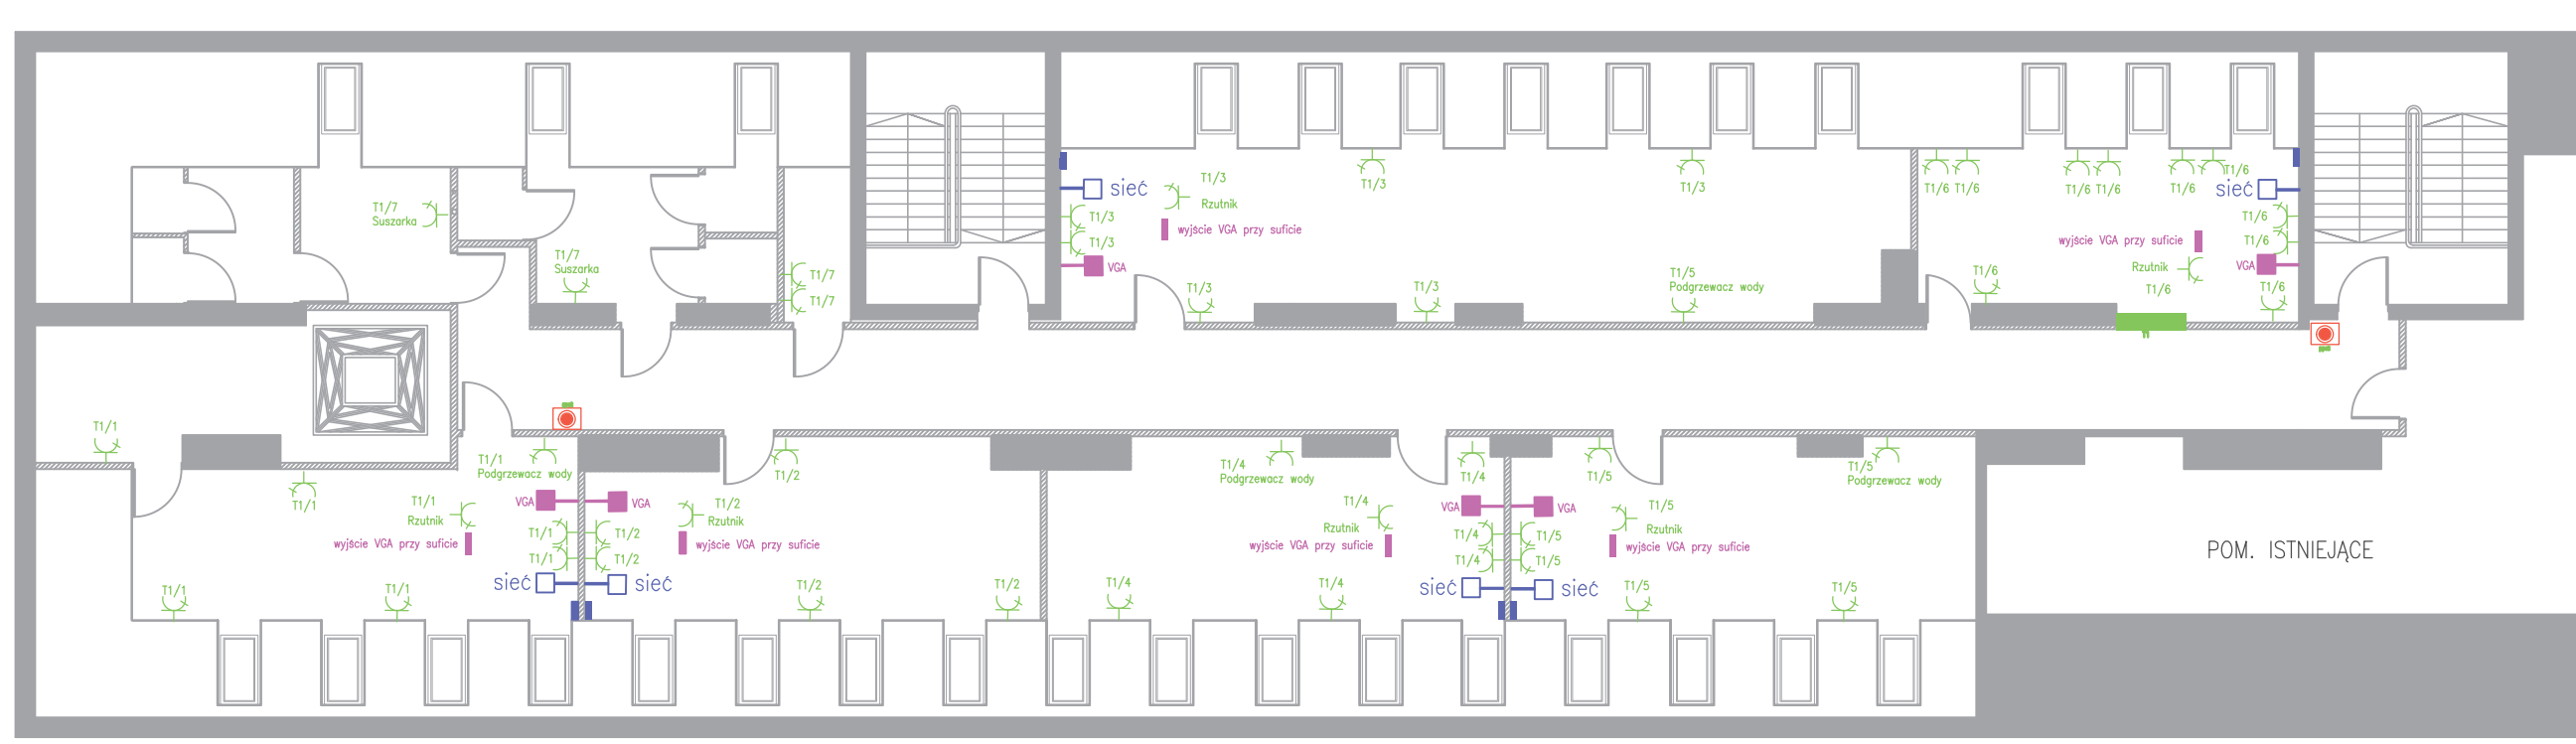 T1/7
Suszarka
T1/7
Suszarka
T1/7
T1/7
sieć
T1/3
Rzutnik
wyjście VGA przy suficie
T1/3
T1/3
VGA
T1/3
T1/3
T1/3
T1/3
T1/5
Podgrzewacz wody
T1/6
T1/6
T1/6
T1/6
T1/6
T1/6
sieć
T1/6
T1/6
wyjście VGA przy suficie
Rzutnik
T1/6
VGA
T1/6
T1/6
T1/1
T1/1
T1/1
Podgrzewacz wody
T1/1
Rzutnik
wyjście VGA przy suficie
VGA
T1/1
T1/1
sieć
T1/1
T1/1
VGA
T1/2
T1/2
sieć
T1/2
Rzutnik
wyjście VGA przy suficie
T1/2
T1/2
T1/2
T1/4
Podgrzewacz wody
T1/4
Rzutnik
wyjście VGA przy suficie
T1/4
VGA
T1/4
T1/4
sieć
T1/4
T1/4
T1/5
VGA
T1/5
T1/5
sieć
T1/5
Rzutnik
wyjście VGA przy suficie
T1/5
Podgrzewacz wody
T1/5
T1/5
POM. ISTNIEJĄCE